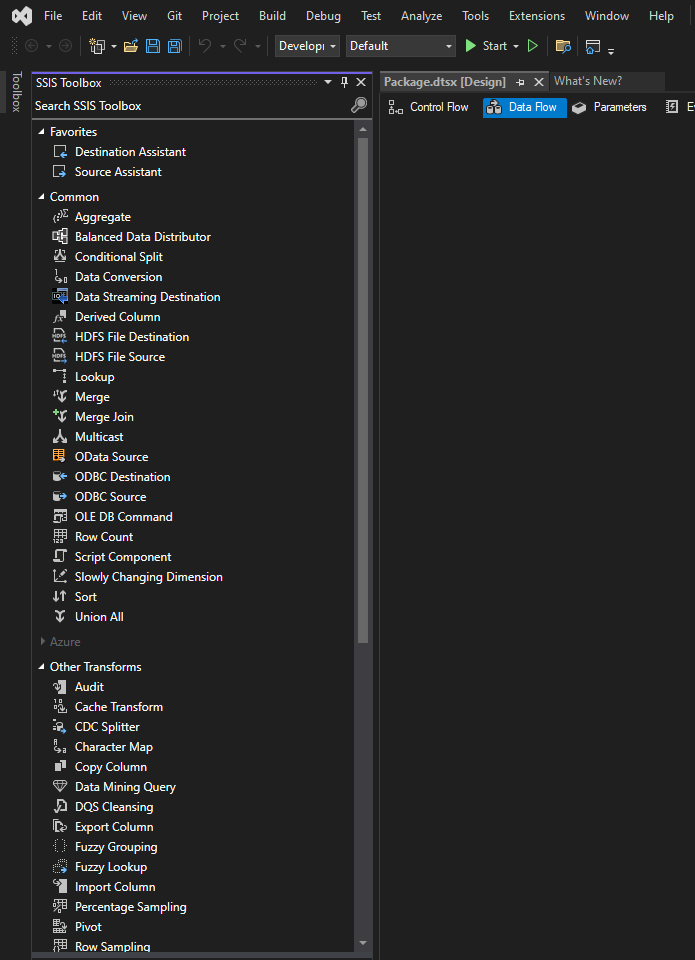 File Edit View Git Project Build Debug Test Analyze Tools Extensions Window Help
Develop Default Start
Toolbox
SSIS Toolbox
Search SSIS Toolbox
Favorites
Destination Assistant
Source Assistant
Common
Aggregate
Balanced Data Distributor
Conditional Split
Data Conversion
Data Streaming Destination
Derived Column
HDFS File Destination
HDFS File Source
Lookup
Merge
Merge Join
Multicast
OData Source
ODBC Destination
ODBC Source
OLE DB Command
Row Count
Script Component
Slowly Changing Dimension
Sort
Union All
Azure
Other Transforms
Audit
Cache Transform
CDC Splitter
Character Map
Copy Column
Data Mining Query
DQS Cleansing
Export Column
Fuzzy Grouping
Fuzzy Lookup
Import Column
Percentage Sampling
Pivot
Row Sampling
Package.dtsx [Design] What's New?
Control Flow Data Flow Parameters